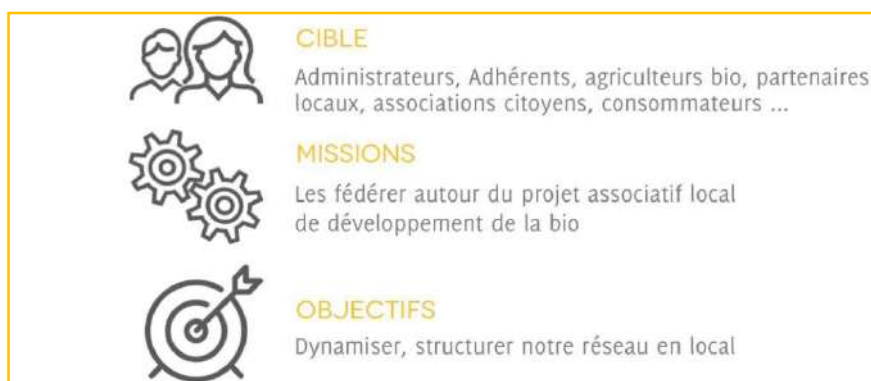 CIBLE
Administrateurs, Adhérents, agriculteurs bio, partenaires
locaux, associations citoyens, consommateurs ...
MISSIONS
Les fédérer autour du projet associatif local
de développement de la bio
OBJECTIFS
Dynamiser, structurer notre réseau en local